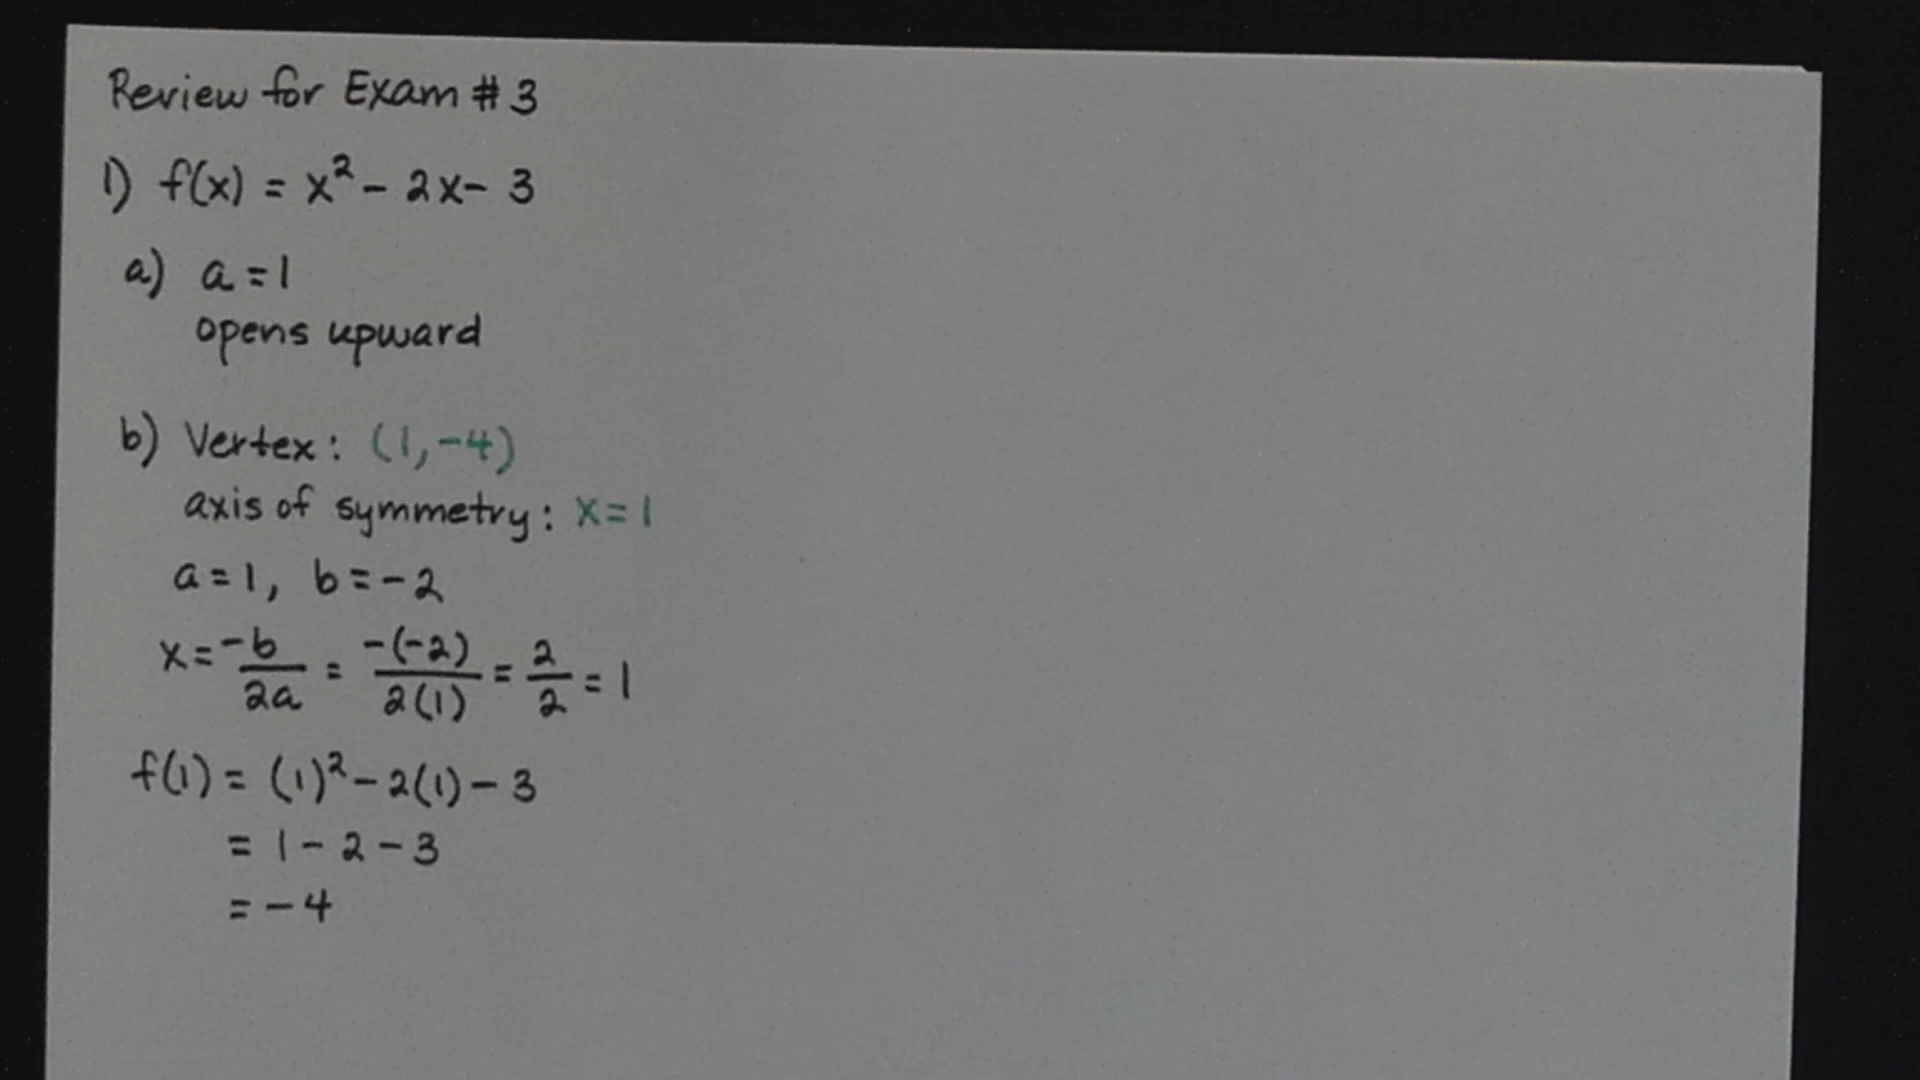 Review for Exam # 3
1) f(x) = x² - 2x - 3
a) a = 1
opens upward
b) Vertex: (1, -4)
axis of symmetry: x = 1
a = 1, b = -2
x = -b/2a = -(-2)/2(1) = 2/2 = 1
f(1) = (1)² - 2(1) - 3
= 1 - 2 - 3
= -4